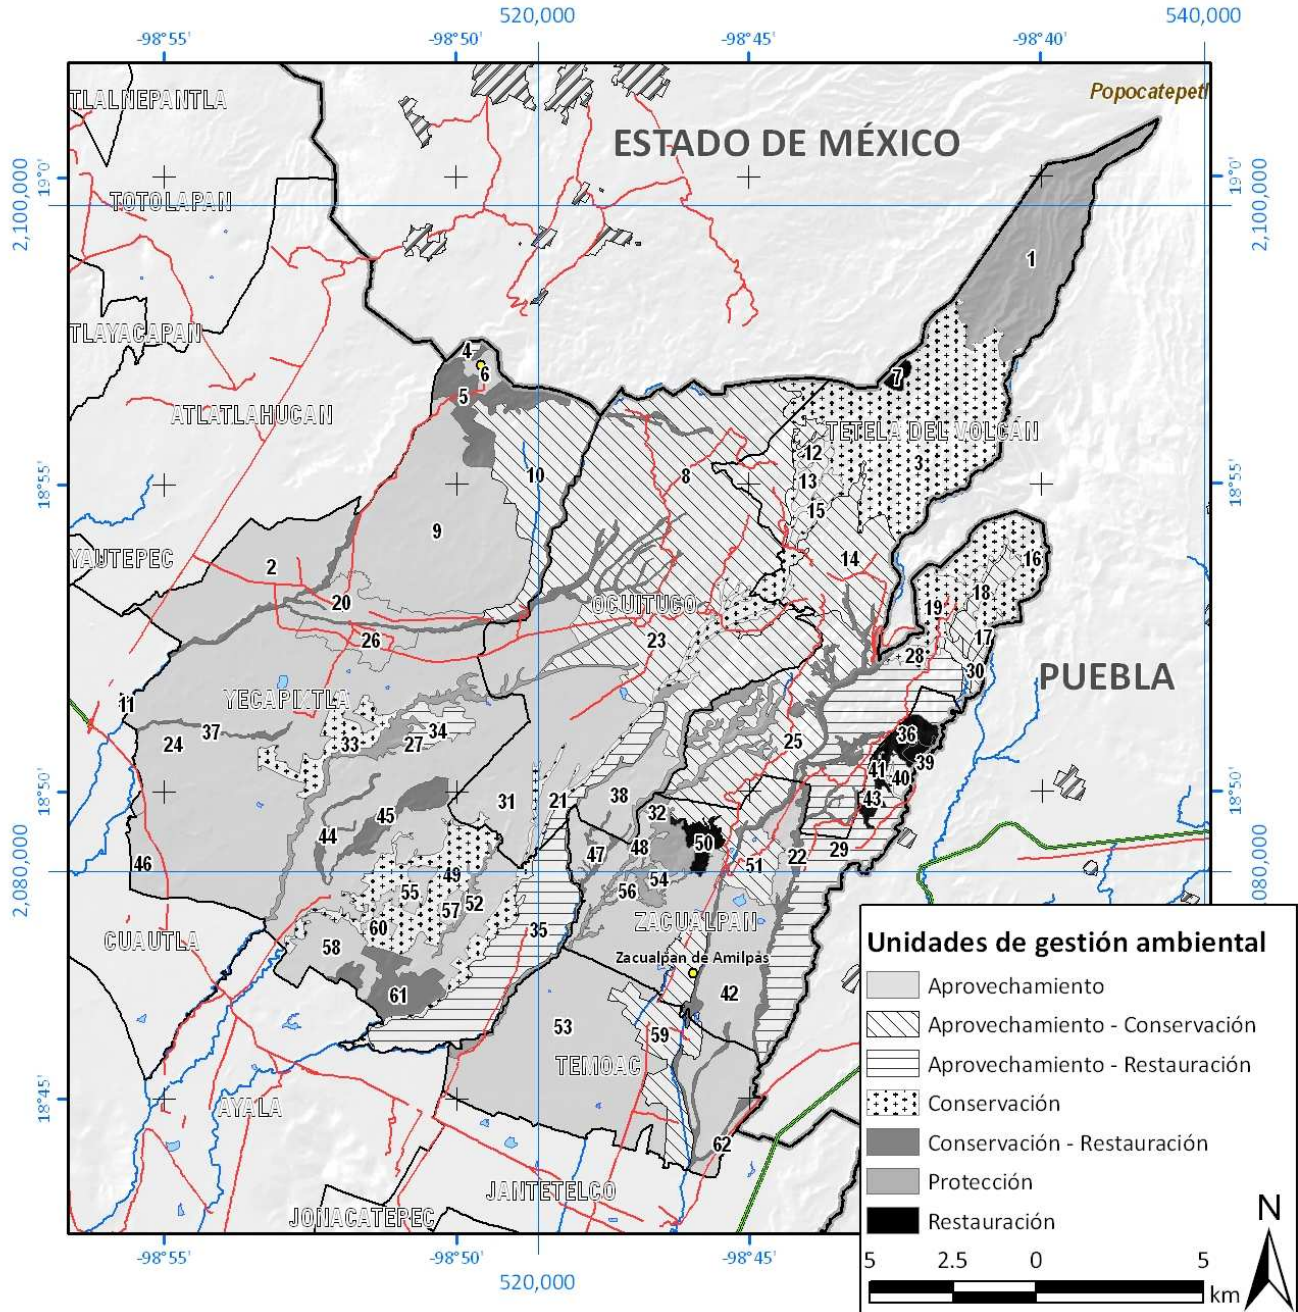 520,000
540,000
-98°55'
-98°50'
-98°45'
-98°40'
Popocatepetl
TLALNEPANTLA
ESTADO DE MÉXICO
19°0'
19°0'
2,100,000
2,100,000
TOTOLAPAN
1
TLAYACAPAN
4
6
7
5
ATLATLAHUCAN
TETELA DEL VOLCÁN
12
3
10
8
13
18°55'
18°55'
15
9
YAUTEPEC
2
14
16
18
20
OCUITUCO
19
26
23
17
28
30
PUEBLA
YECAPIXTLA
11
34
36
24
37
33
27
25
39
41
40
18°50'
18°50'
31
21
38
43
45
32
44
50
29
46
47
48
22
51
2,080,000
2,080,000
49
54
55
56
52
57
ZACUALPAN
60
35
CUAUTLA
58
Zacualpan de Amilpas
61
42
53
59
TEMOAC
18°45'
AYALA
62
JANTETELCO
JONACATEPEC
-98°55'
-98°50'
-98°45'
520,000
Unidades de gestión ambiental
Aprovechamiento
Aprovechamiento - Conservación
Aprovechamiento - Restauración
Conservación
Conservación - Restauración
Protección
Restauración
N
5 2.5 0 5
km